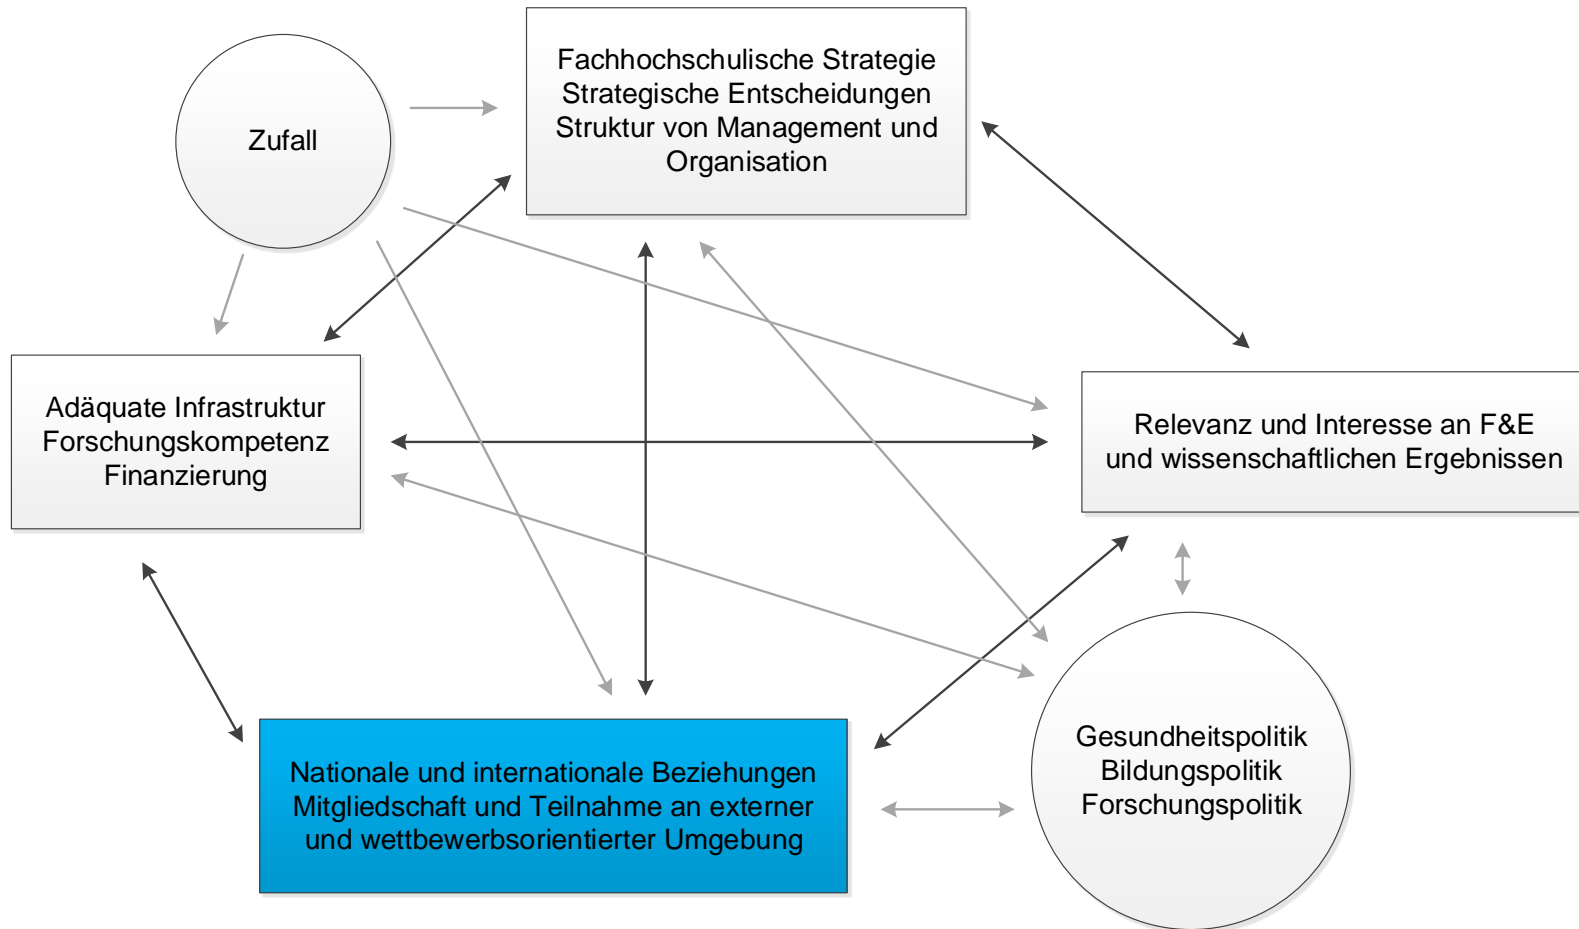 Fachhochschulische Strategie
Strategische Entscheidungen
Struktur von Management und
Organisation
Zufall
Adäquate Infrastruktur
Forschungskompetenz
Finanzierung
Relevanz und Interesse an F&E
und wissenschaftlichen Ergebnissen
Nationale und internationale Beziehungen
Mitgliedschaft und Teilnahme an externer
und wettbewerbsorientierter Umgebung
Gesundheitspolitik
Bildungspolitik
Forschungspolitik